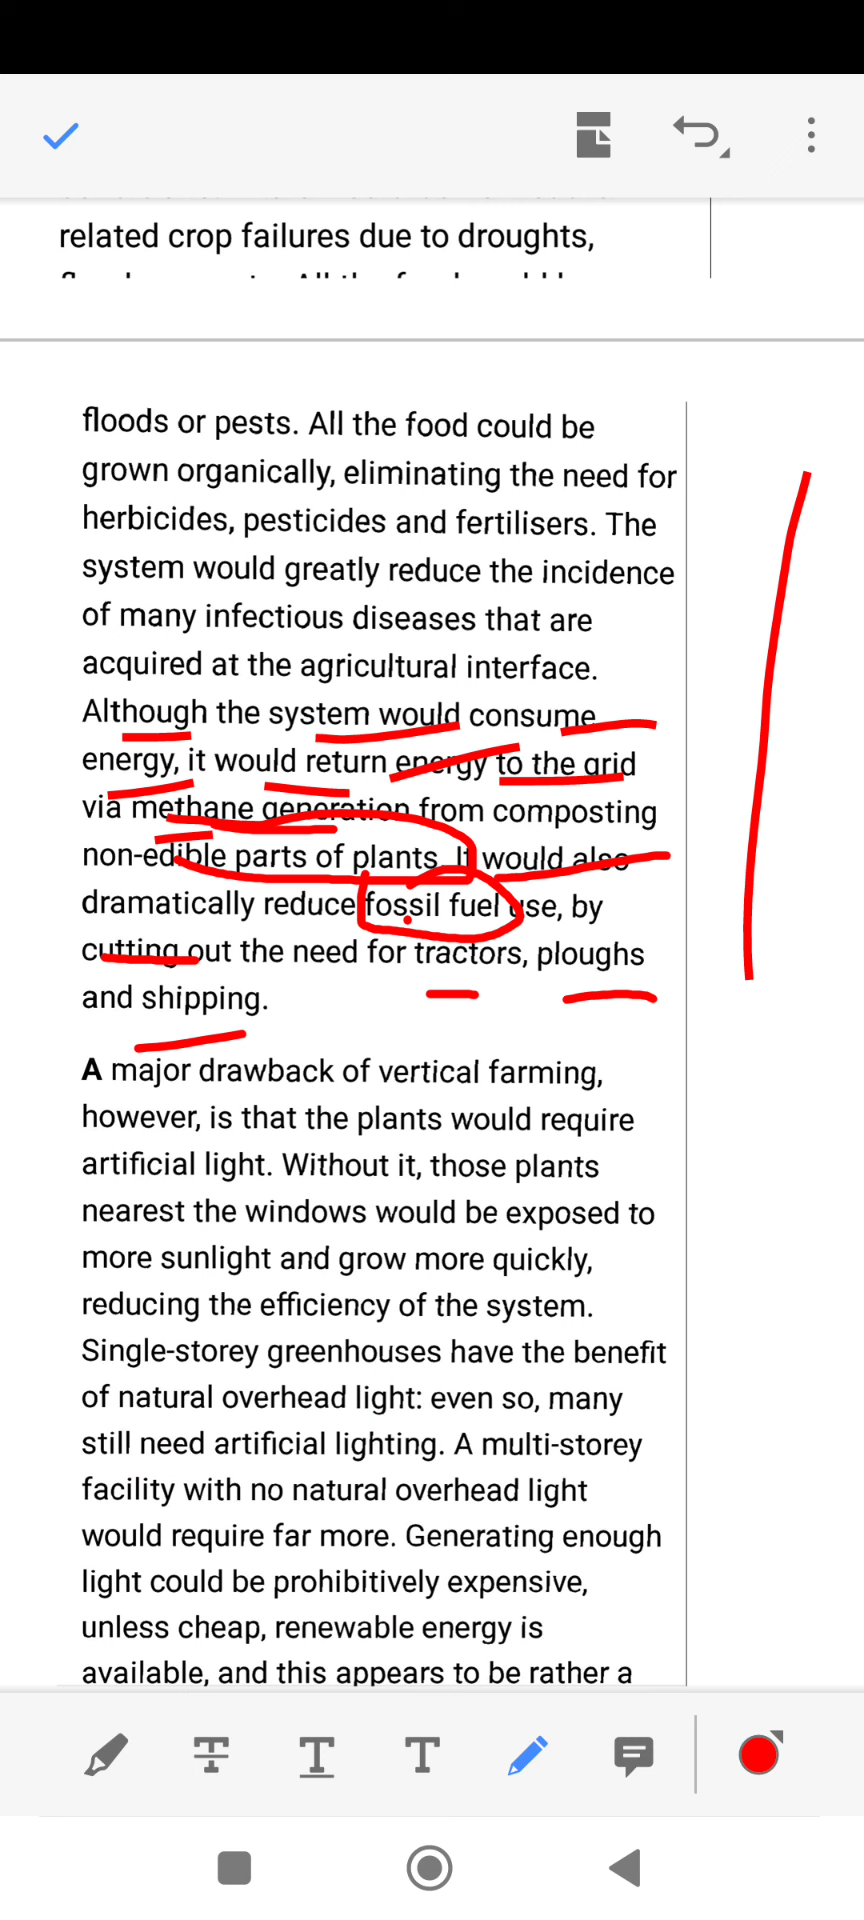 related crop failures due to droughts,
floods or pests. All the food could be
grown organically, eliminating the need for
herbicides, pesticides and fertilisers. The
system would greatly reduce the incidence
of many infectious diseases that are
acquired at the agricultural interface.
Although the system would consume
energy, it would return energy to the grid
via methane generation from composting
non-edible parts of plants. It would also
dramatically reduce fossil fuel use, by
cutting out the need for tractors, ploughs
and shipping.
A major drawback of vertical farming,
however, is that the plants would require
artificial light. Without it, those plants
nearest the windows would be exposed to
more sunlight and grow more quickly,
reducing the efficiency of the system.
Single-storey greenhouses have the benefit
of natural overhead light: even so, many
still need artificial lighting. A multi-storey
facility with no natural overhead light
would require far more. Generating enough
light could be prohibitively expensive,
unless cheap, renewable energy is
available, and this appears to be rather a